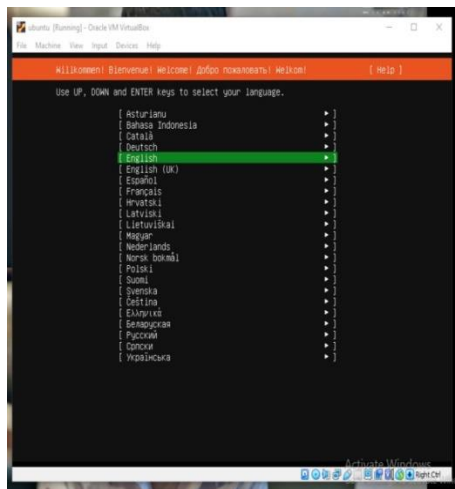 ubuntu [Running] - Oracle VM VirtualBox
File Machine View Input Devices Help
Willkommen! Bienvenue! Welcome! Добро пожаловать! Welkom! [ Help ]
Use UP, DOWN and ENTER keys to select your language.
[ Asturianu ► ]
[ Bahasa Indonesia ► ]
[ Català ► ]
[ Deutsch ► ]
[ English ► ]
[ English (UK) ► ]
[ Español ► ]
[ Français ► ]
[ Hrvatski ► ]
[ Latviski ► ]
[ Lietuviškai ► ]
[ Magyar ► ]
[ Nederlands ► ]
[ Norsk bokmål ► ]
[ Polski ► ]
[ Suomi ► ]
[ Svenska ► ]
[ Čeština ► ]
[ Ελληνικά ► ]
[ Беларуская ► ]
[ Русский ► ]
[ Српски ► ]
[ Українська ► ]
Activate Windows
Right Ctrl